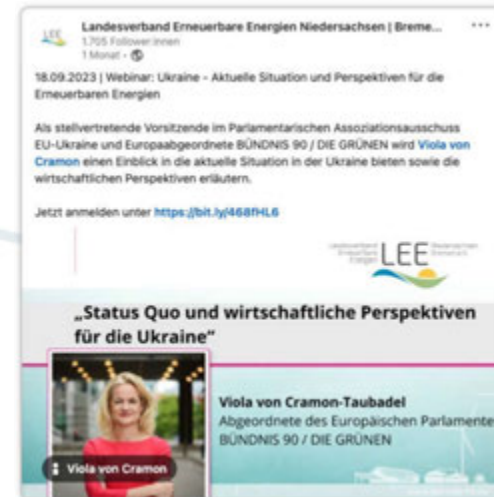 Landesverband Erneuerbare Energien Niedersachsen | Breme...
1.705 Follower:innen
1 Monat •
18.09.2023 | Webinar: Ukraine - Aktuelle Situation und Perspektiven für die
Erneuerbaren Energien
Als stellvertretende Vorsitzende im Parlamentarischen Assoziationsausschuss
EU-Ukraine und Europaabgeordnete BÜNDNIS 90 / DIE GRÜNEN wird Viola von
Cramon einen Einblick in die aktuelle Situation in der Ukraine bieten sowie die
wirtschaftlichen Perspektiven erläutern.
Jetzt anmelden unter https://bit.ly/468fHL6
LEE
„Status Quo und wirtschaftliche Perspektiven
für die Ukraine“
Viola von Cramon-Taubadel
Abgeordnete des Europäischen Parlamente
BÜNDNIS 90 / DIE GRÜNEN
Viola von Cramon